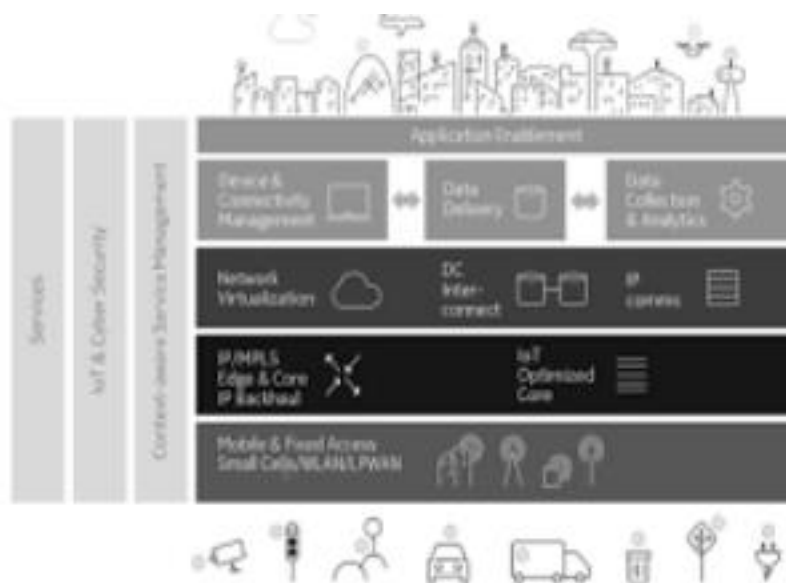 Application Enablement
Device &
Connectivity
Management
Data
Delivery
Data
Collection
& Analytics
Network
Virtualization
DC
Inter-
connect
IP
comms
IP/MPLS
Edge & Core
IP Backhaul
IoT
Optimized
Core
Mobile & Fixed Access
Small Cells/WLAN/LPWAN
Services
IoT & Cyber Security
Context-aware Service Management